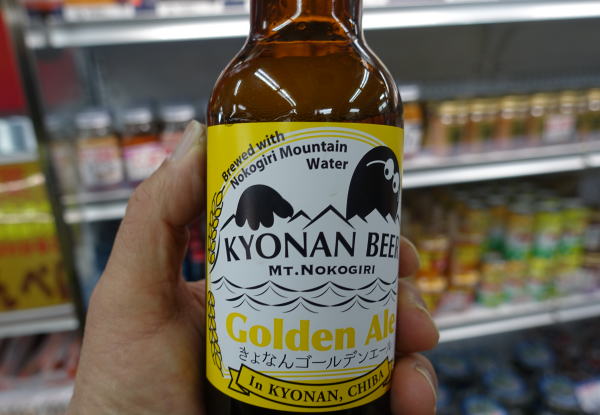 Brewed with
Nokogiri Mountain
Water
KYONAN BEER
MT.NOKOGIRI
Golden Ale
きょなんゴールデンエール
In KYONAN, CHIBA